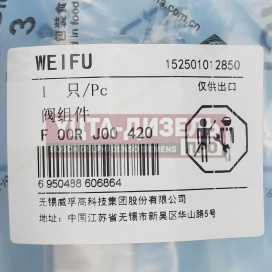 WEIFU 152501012850
1 只/Pc 仅供出口
阀组件
F 00R J00 420
6 950488 606864
无锡威孚高科技集团股份有限公司
地址：中国江苏省无锡市新吴区华山路5号